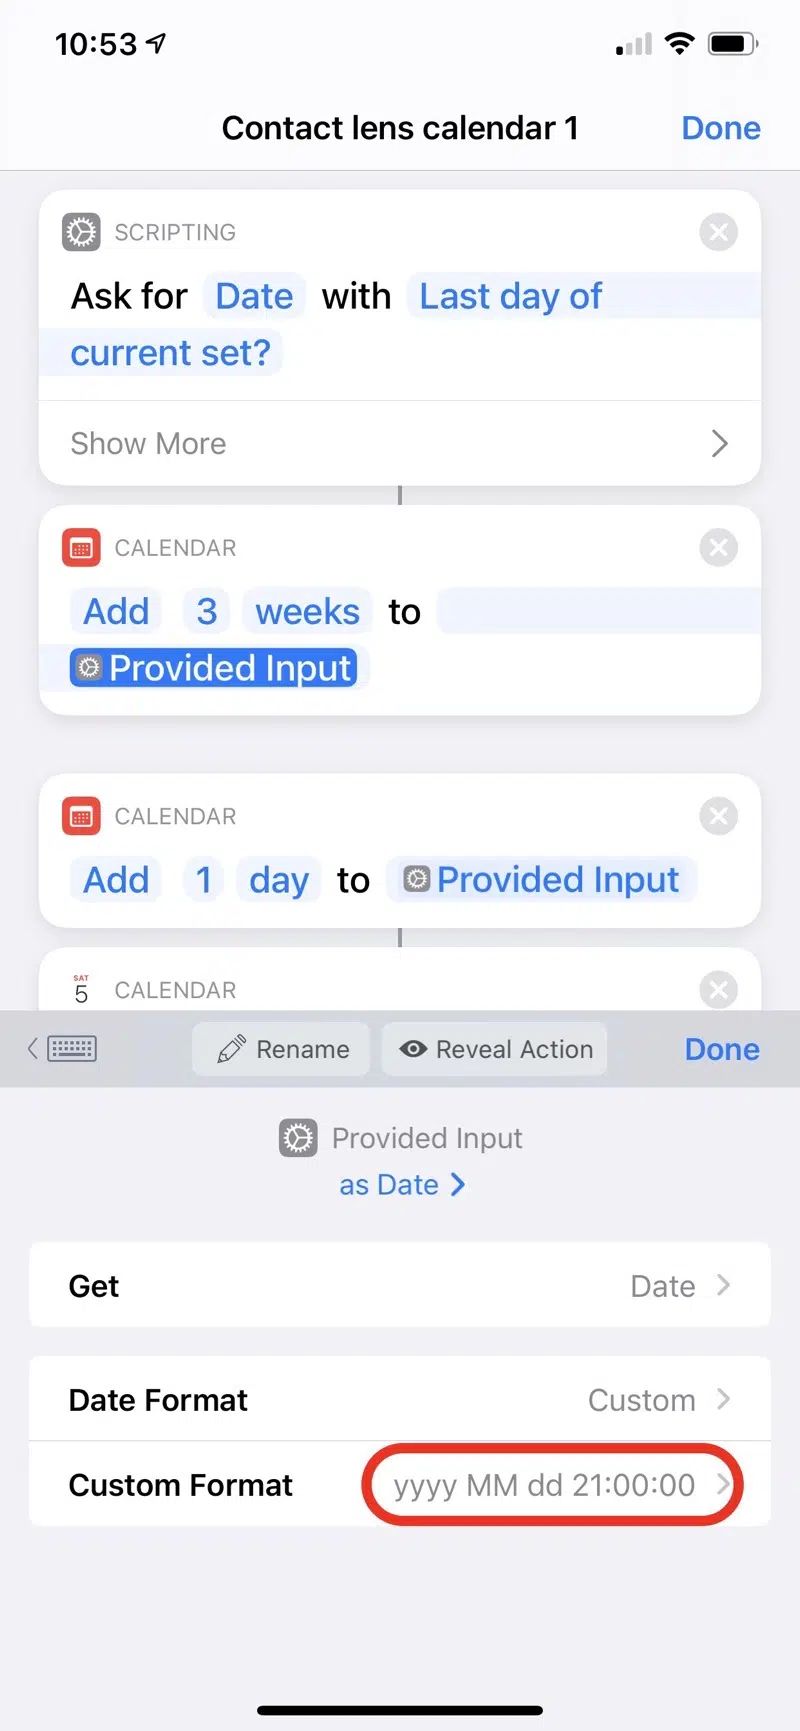 10:53
Contact lens calendar 1 Done
SCRIPTING
Ask for Date with Last day of
current set?
Show More
CALENDAR
Add 3 weeks to
Provided Input
CALENDAR
Add 1 day to Provided Input
SAT
5 CALENDAR
Rename Reveal Action Done
Provided Input
as Date
Get Date
Date Format Custom
Custom Format yyyy MM dd 21:00:00